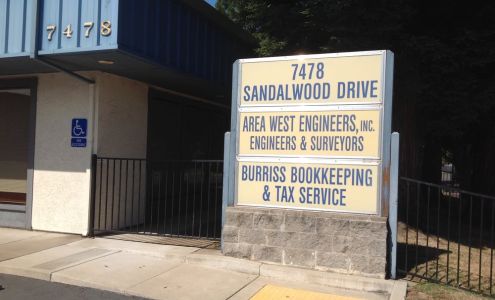 7478
7478
SANDALWOOD DRIVE
AREA WEST ENGINEERS, INC.
ENGINEERS & SURVEYORS
BURRISS BOOKKEEPING
& TAX SERVICE